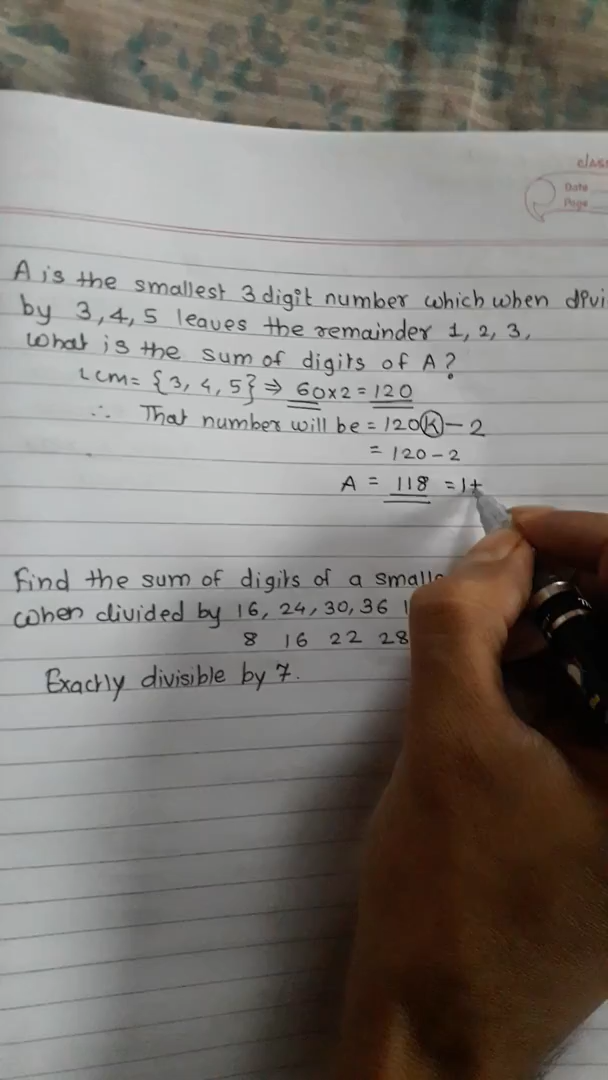 Date
Page
A is the smallest 3 digit number which when
by 3, 4, 5 leaves the remainder 1, 2, 3,
What is the sum of digits of A?
LCM = {3, 4, 5} ⇒ 60×2 = 120
∴ That number will be = 120k - 2
= 120 - 2
A = 118 = 1+
Find the sum of digits of a
when divided by 16, 24, 30, 36
8 16 22 28
Exactly divisible by 7.